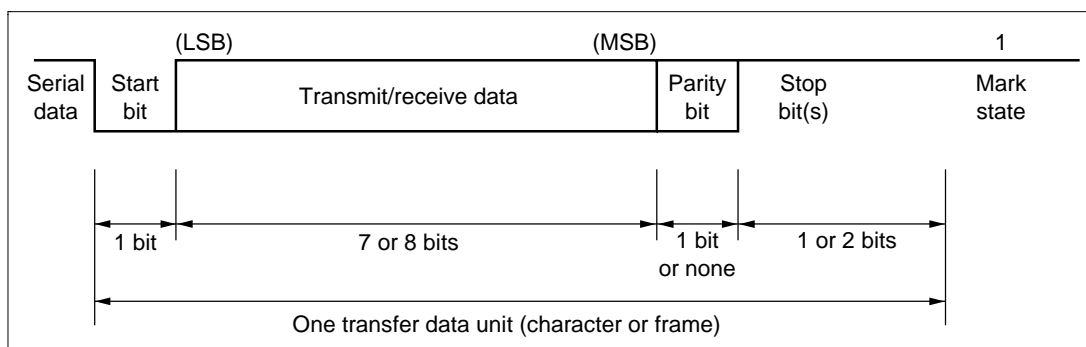 (LSB) (MSB) 1
Serial Start Transmit/receive data Parity Stop Mark
data bit bit bit(s) state
1 bit 7 or 8 bits 1 bit 1 or 2 bits
or none
One transfer data unit (character or frame)